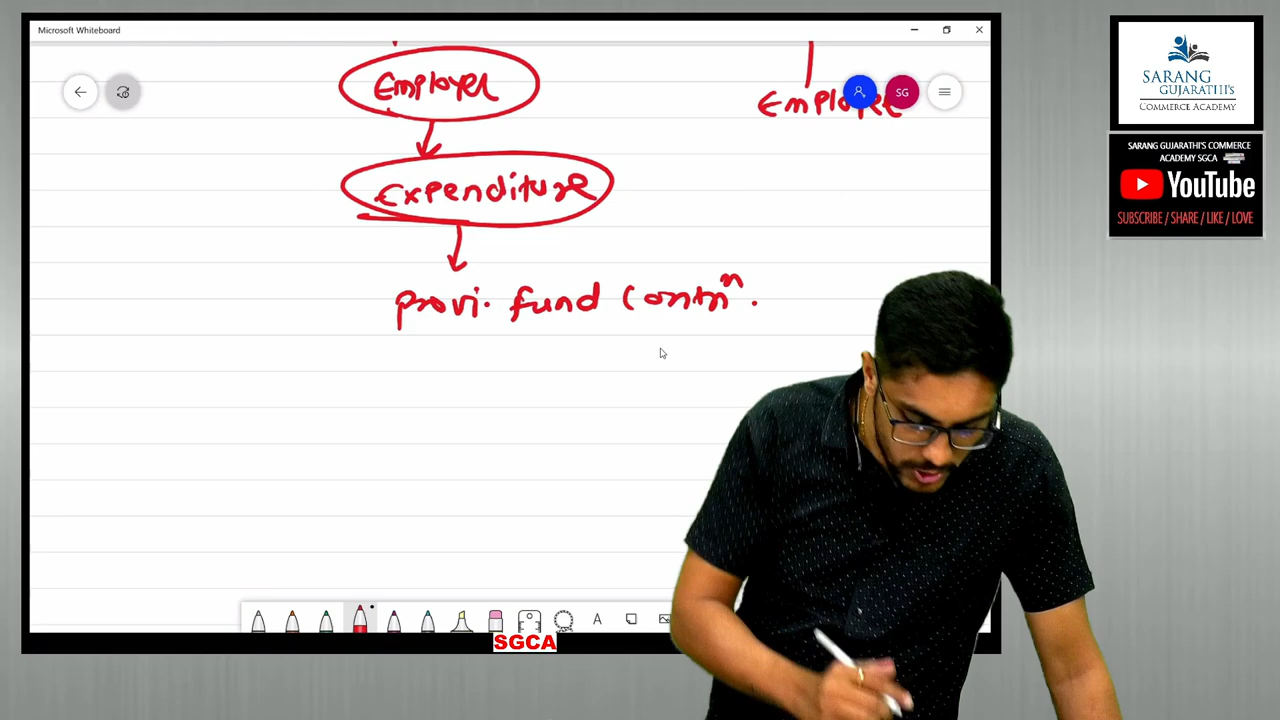 Microsoft Whiteboard
Employer
Employee
SG
Expenditure
provi. fund Contrn.
A
SGCA
SARANG
GUJARATHI'S
COMMERCE ACADEMY
SARANG GUJARATHI'S COMMERCE
ACADEMY SGCA
YouTube
SUBSCRIBE / SHARE / LIKE / LOVE